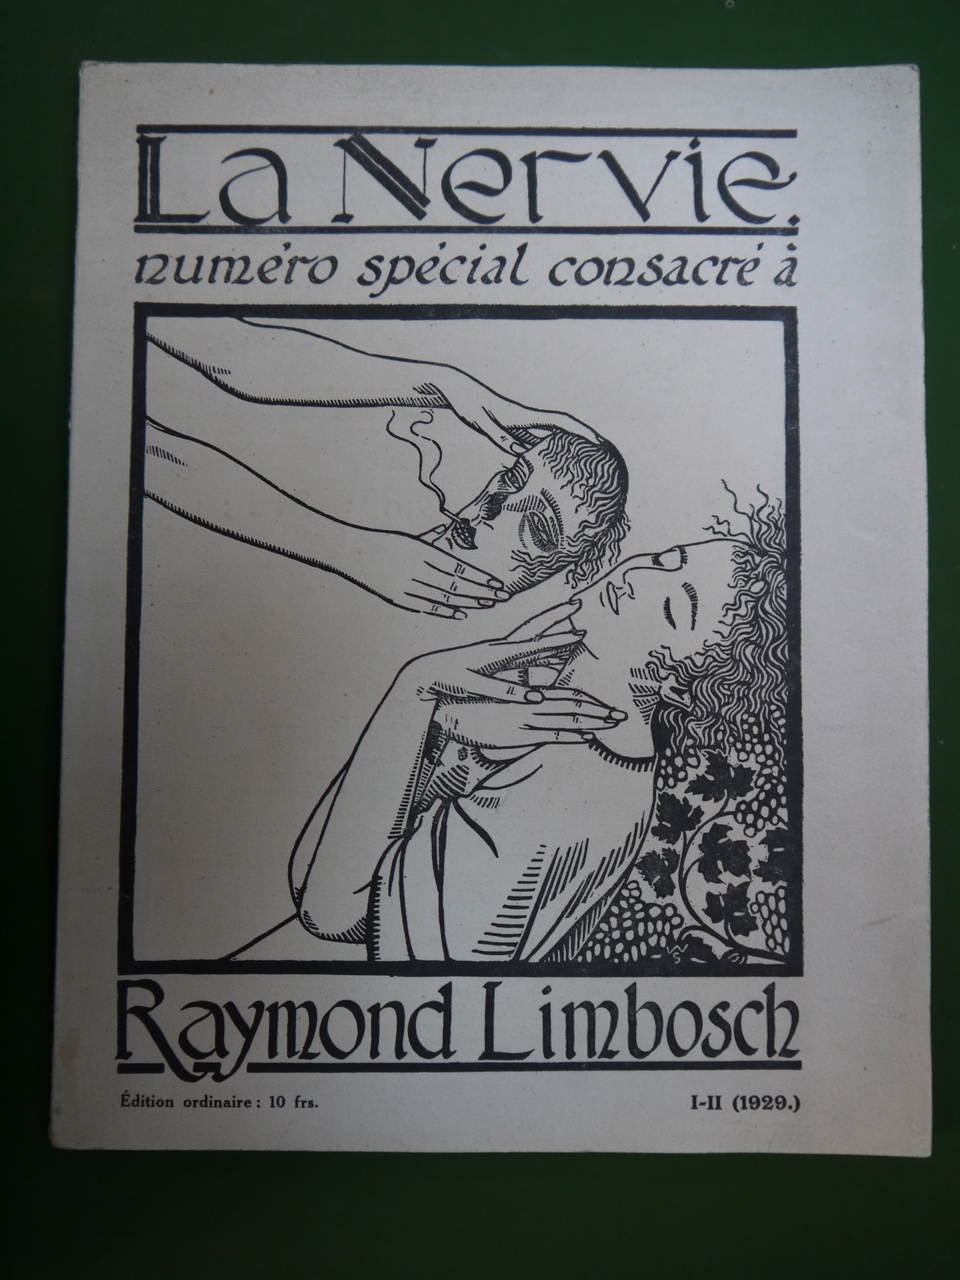 La Nervie.
numéro spécial consacré à
Raymond Limbosch
Édition ordinaire : 10 frs.
I-II (1929.)